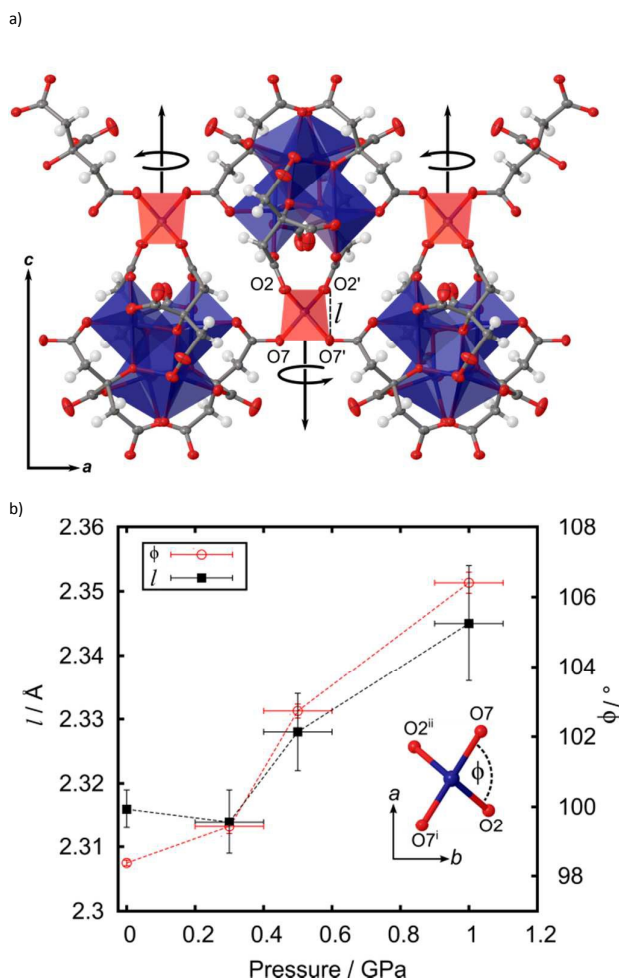 a)
c
O2 O2'
l
O7 O7'
a
b)
2.36
2.35
2.34
2.33
2.32
2.31
2.3
l / Å
ϕ
l
108
106
104
102
100
98
ϕ / °
O7
O2ⁱⁱ
ϕ
a
O2
O7ⁱ
b
0 0.2 0.4 0.6 0.8 1 1.2
Pressure / GPa